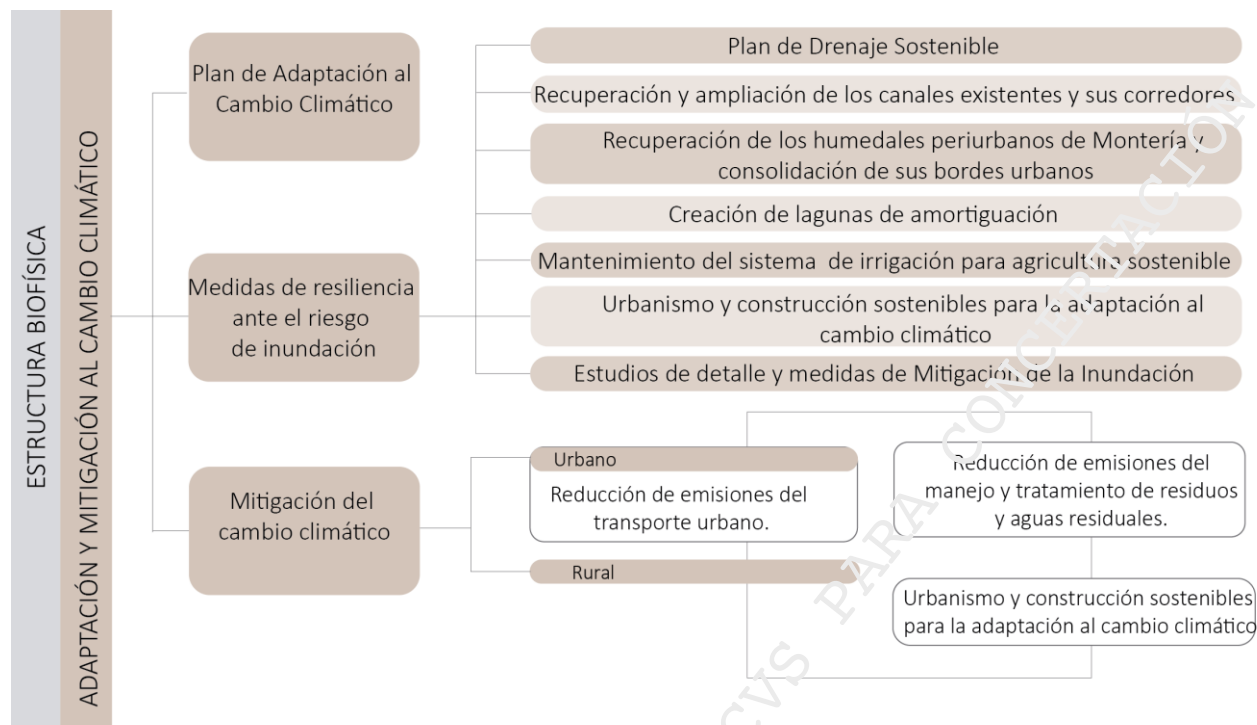 ESTRUCTURA BIOFÍSICA
ADAPTACIÓN Y MITIGACIÓN AL CAMBIO CLIMÁTICO
Plan de Adaptación al
Cambio Climático
Medidas de resiliencia
ante el riesgo
de inundación
Plan de Drenaje Sostenible
Recuperación y ampliación de los canales existentes y sus corredores
Recuperación de los humedales periurbanos de Montería y
consolidación de sus bordes urbanos
Creación de lagunas de amortiguación
Mantenimiento del sistema de irrigación para agricultura sostenible
Urbanismo y construcción sostenibles para la adaptación al
cambio climático
Estudios de detalle y medidas de Mitigación de la Inundación
Mitigación del
cambio climático
Urbano
Reducción de emisiones del
transporte urbano.
Rural
Reducción de emisiones del
manejo y tratamiento de residuos
y aguas residuales.
Urbanismo y construcción sostenibles
para la adaptación al cambio climático
CVS PARA CONCERTACIÓN